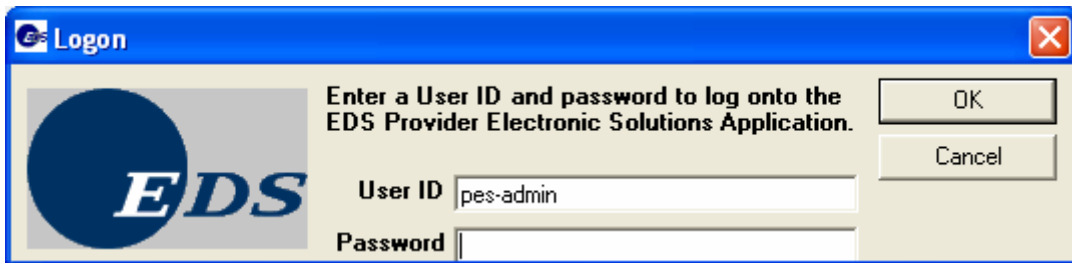 EDS Logon
Enter a User ID and password to log onto the
EDS Provider Electronic Solutions Application.
OK
Cancel
EDS
User ID pes-admin
Password